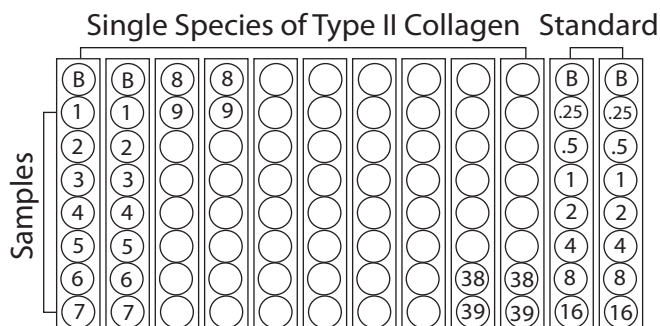 Single Species of Type II Collagen Standard
Samples
B B 8 8 B B
1 1 9 9 .25 .25
2 2 .5 .5
3 3 1 1
4 4 2 2
5 5 4 4
6 6 38 38 8 8
7 7 39 39 16 16